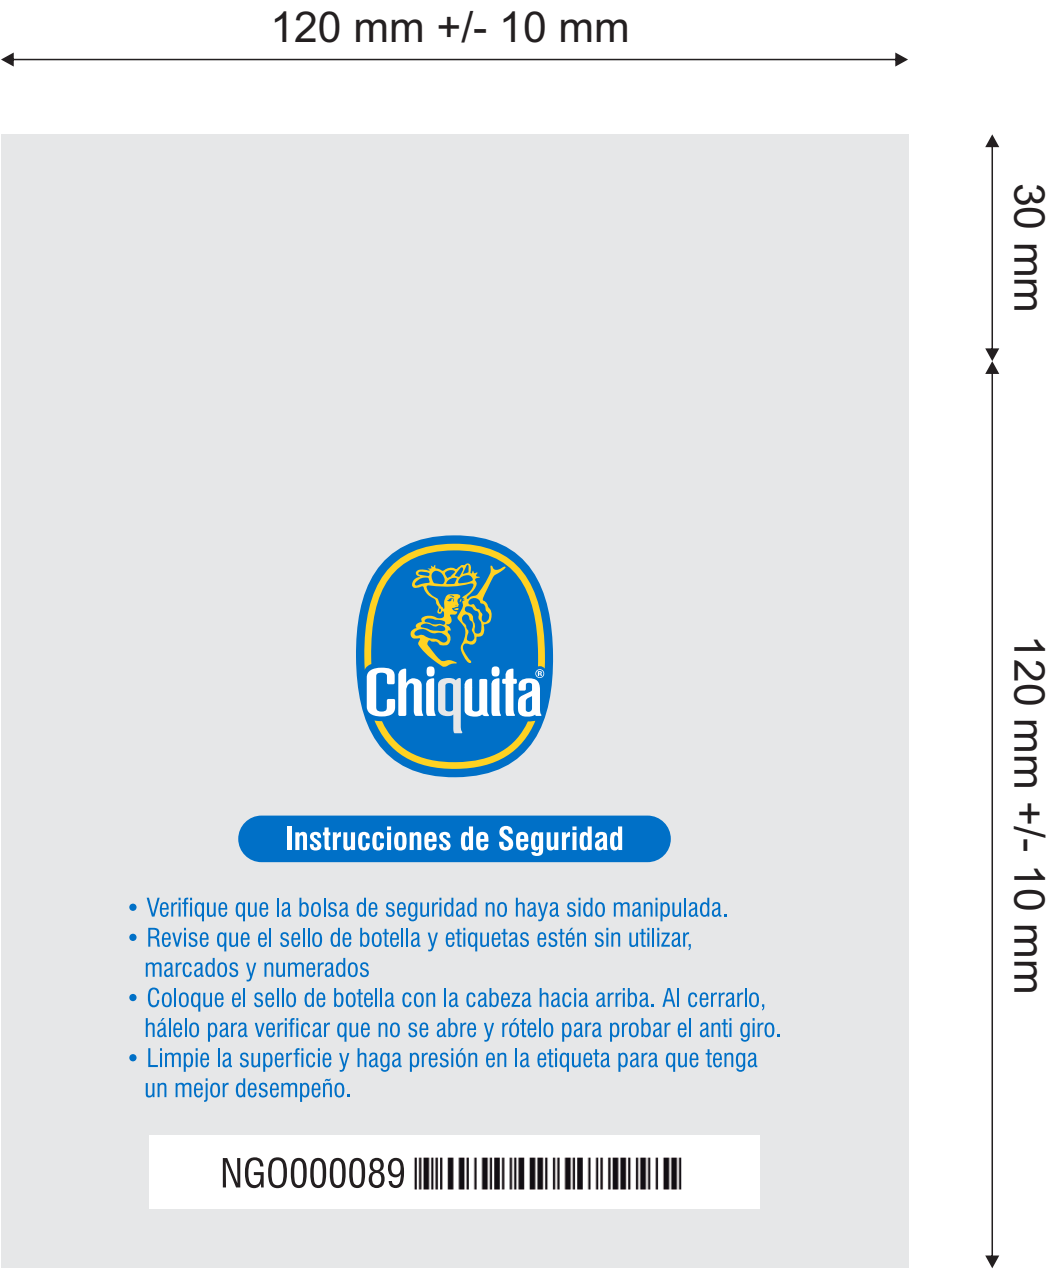 120 mm +/- 10 mm
30 mm
120 mm +/- 10 mm
Chiquita®
Instrucciones de Seguridad
• Verifique que la bolsa de seguridad no haya sido manipulada.
• Revise que el sello de botella y etiquetas estén sin utilizar,
marcados y numerados
• Coloque el sello de botella con la cabeza hacia arriba. Al cerrarlo,
hálelo para verificar que no se abre y rótelo para probar el anti giro.
• Limpie la superficie y haga presión en la etiqueta para que tenga
un mejor desempeño.
NGO000089